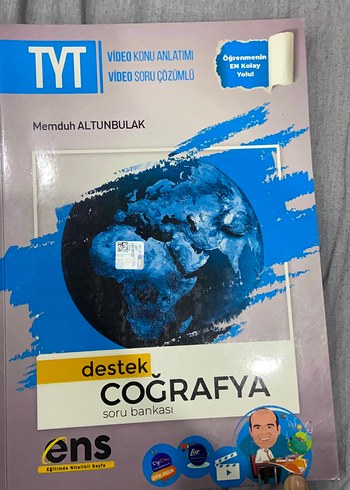 TYT
VİDEO KONU ANLATIMI
VİDEO SORU ÇÖZÜMLÜ
Öğrenmenin
EN Kolay
Yolu!
Memduh ALTUNBULAK
destek
COĞRAFYA
soru bankası
ens
Eğitimde Nitelikli Sayfa